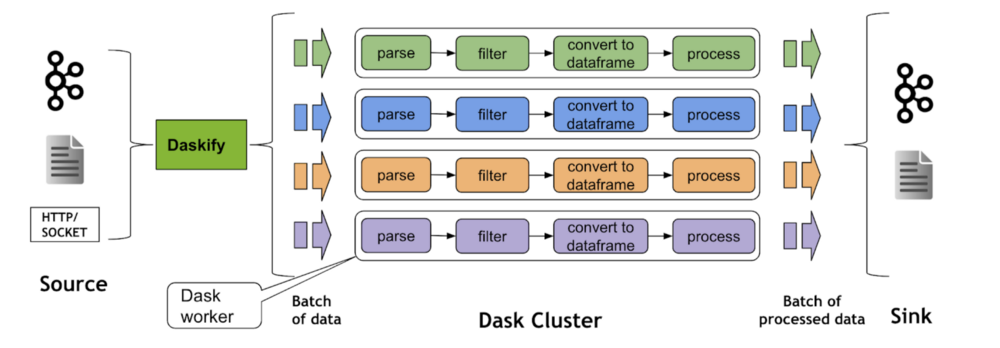 parse
filter
convert to
dataframe
process
parse
filter
convert to
dataframe
process
Daskify
parse
filter
convert to
dataframe
process
HTTP/
SOCKET
parse
filter
convert to
dataframe
process
Source
Dask
worker
Batch
of data
Dask Cluster
Batch of
processed data
Sink